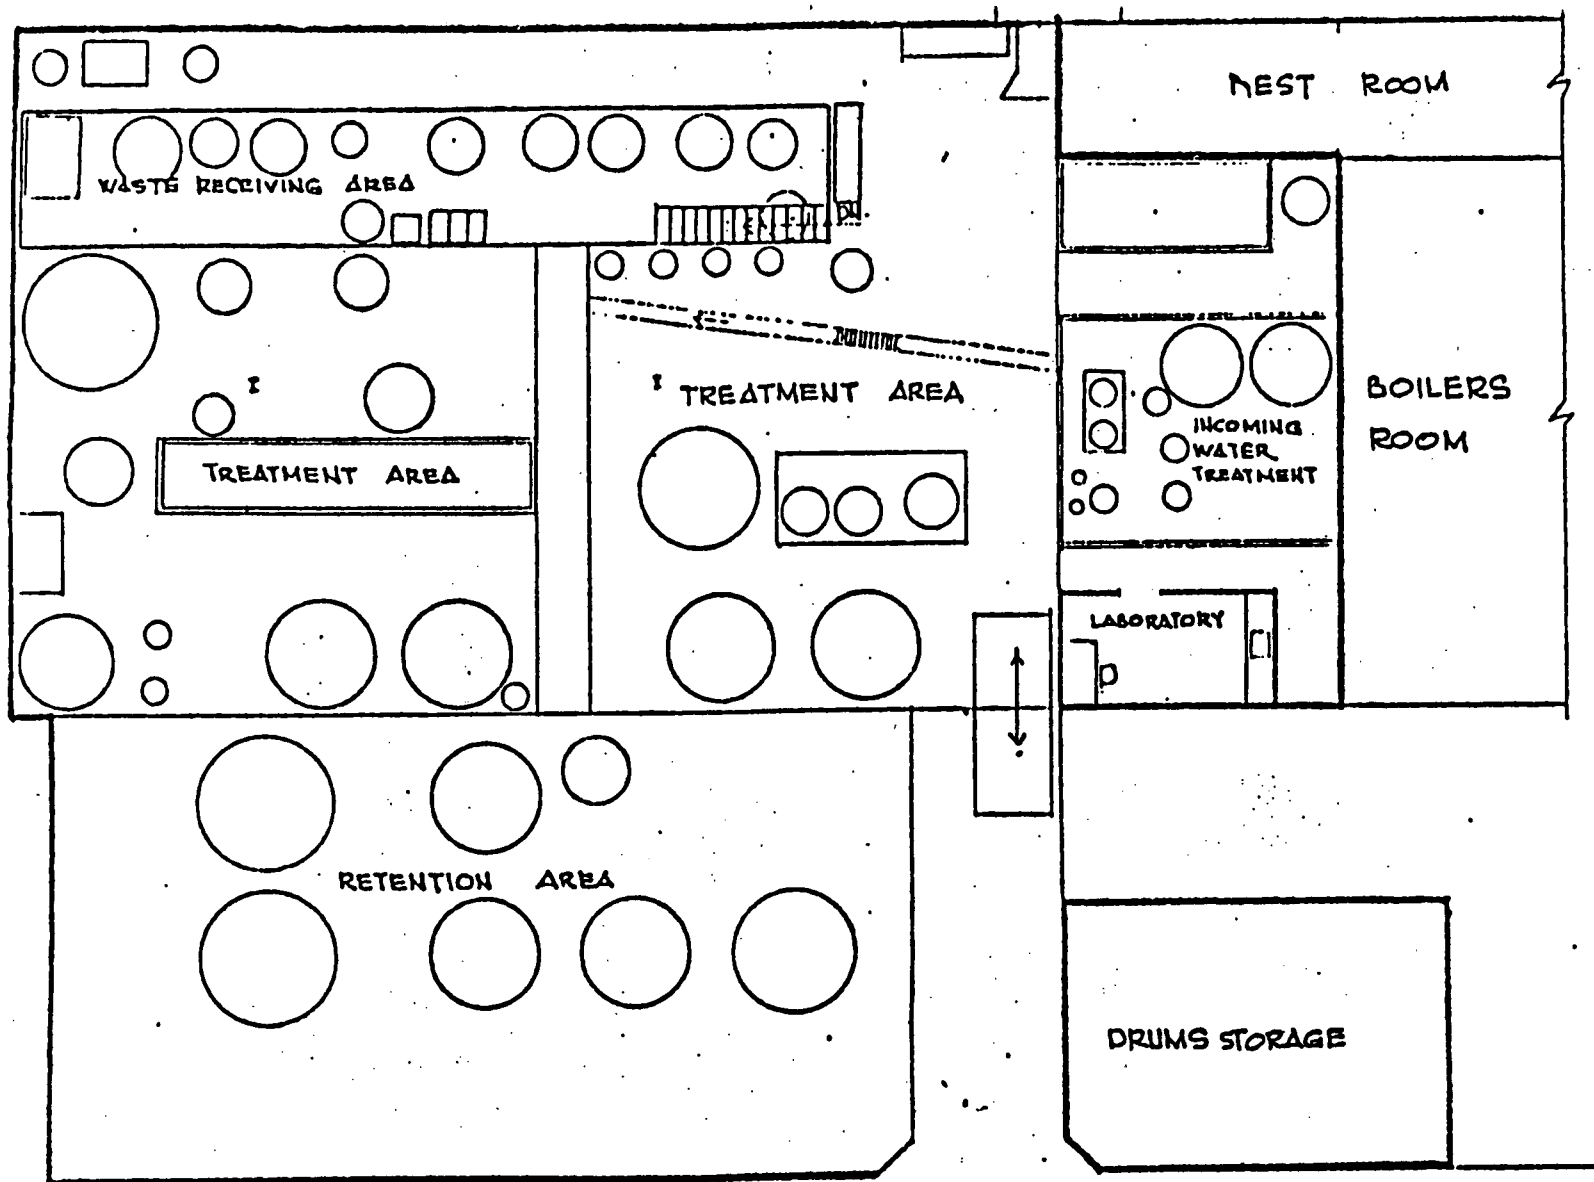 REST ROOM
WASTE RECEIVING AREA
I
I
TREATMENT AREA
TREATMENT AREA
BOILERS
ROOM
INCOMING
WATER
TREATMENT
LABORATORY
RETENTION AREA
DRUMS STORAGE